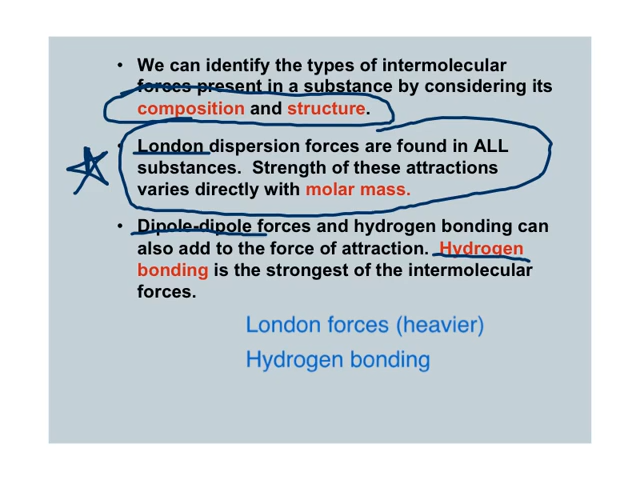 • We can identify the types of intermolecular
forces present in a substance by considering its
composition and structure.
• London dispersion forces are found in ALL
substances. Strength of these attractions
varies directly with molar mass.
• Dipole-dipole forces and hydrogen bonding can
also add to the force of attraction. Hydrogen
bonding is the strongest of the intermolecular
forces.
London forces (heavier)
Hydrogen bonding